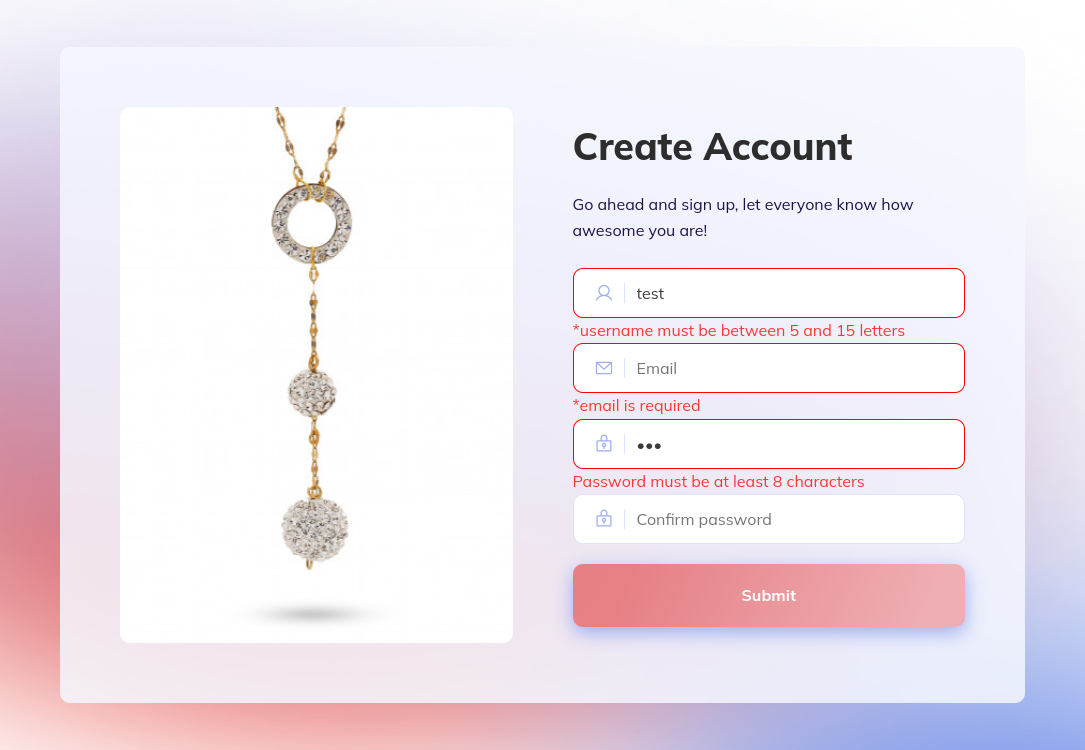 Create Account
Go ahead and sign up, let everyone know how
awesome you are!
test
*username must be between 5 and 15 letters
Email
*email is required
•••
Password must be at least 8 characters
Confirm password
Submit